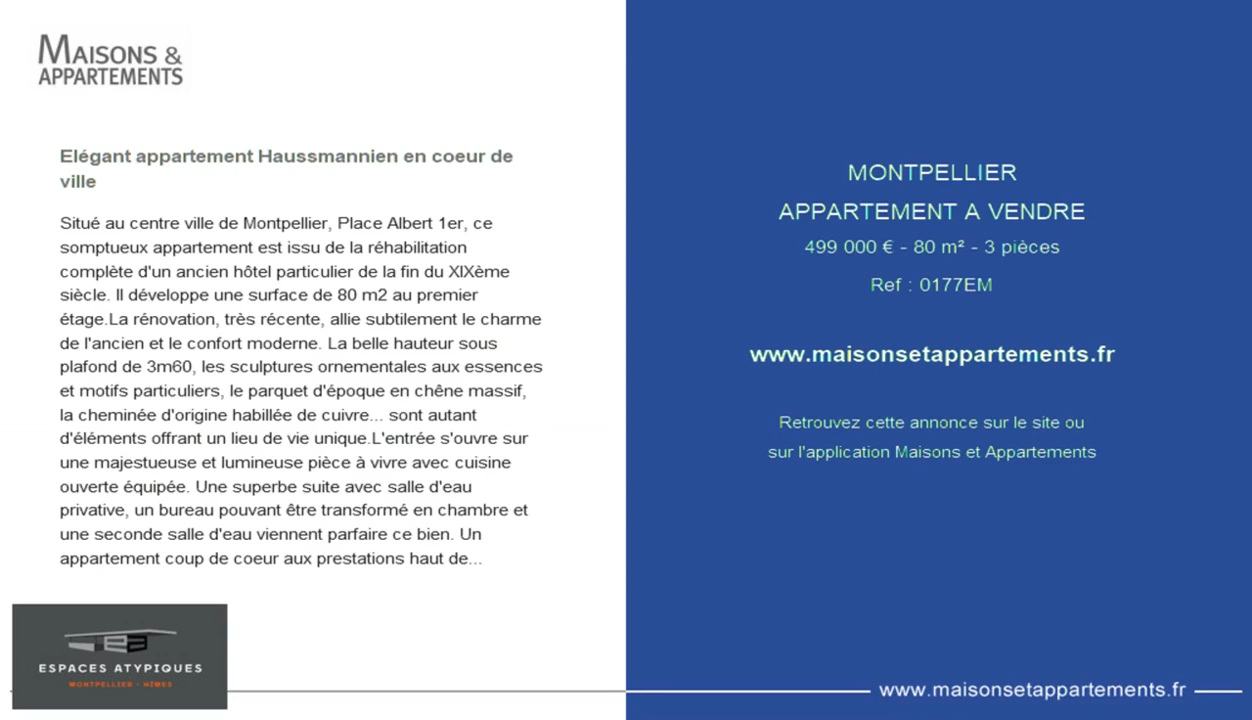 MAISONS &
APPARTEMENTS
Elégant appartement Haussmannien en coeur de
ville
Situé au centre ville de Montpellier, Place Albert 1er, ce
somptueux appartement est issu de la réhabilitation
complète d'un ancien hôtel particulier de la fin du XIXème
siècle. Il développe une surface de 80 m2 au premier
étage.La rénovation, très récente, allie subtilement le charme
de l'ancien et le confort moderne. La belle hauteur sous
plafond de 3m60, les sculptures ornementales aux essences
et motifs particuliers, le parquet d'époque en chêne massif,
la cheminée d'origine habillée de cuivre... sont autant
d'éléments offrant un lieu de vie unique.L'entrée s'ouvre sur
une majestueuse et lumineuse pièce à vivre avec cuisine
ouverte équipée. Une superbe suite avec salle d'eau
privative, un bureau pouvant être transformé en chambre et
une seconde salle d'eau viennent parfaire ce bien. Un
appartement coup de coeur aux prestations haut de...
ESPACES ATYPIQUES
MONTPELLIER - NÎMES
MONTPELLIER
APPARTEMENT A VENDRE
499 000 € - 80 m² - 3 pièces
Ref : 0177EM
www.maisonsetappartements.fr
Retrouvez cette annonce sur le site ou
sur l'application Maisons et Appartements
www.maisonsetappartements.fr